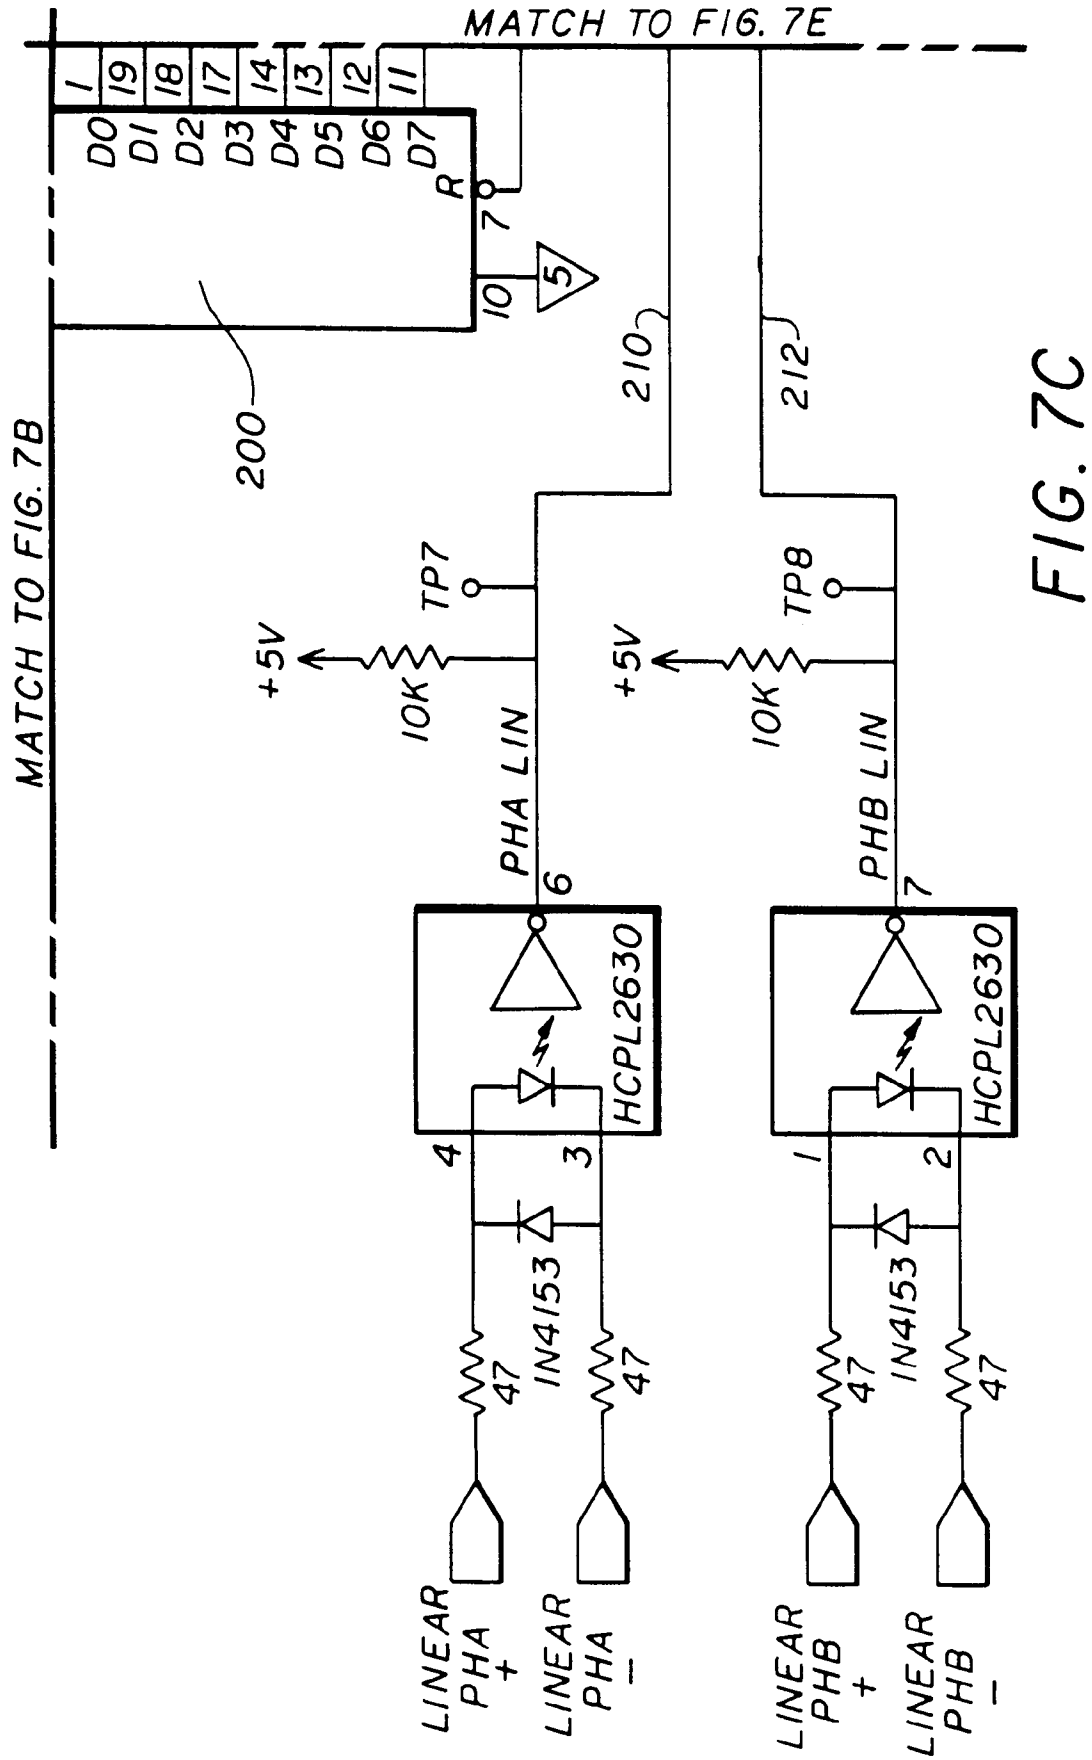 MATCH TO FIG. 7B
MATCH TO FIG. 7E
1
D0
19
D1
18
D2
17
D3
14
D4
13
D5
12
D6
11
D7
R
7
10
5
200
210
212
+5V
10K
TP7
PHA LIN
6
HCPL2630
4
3
1N4153
47
47
LINEAR
PHA
+
LINEAR
PHA
–
+5V
10K
TP8
PHB LIN
7
HCPL2630
1
2
1N4153
47
47
LINEAR
PHB
+
LINEAR
PHB
–
FIG. 7C